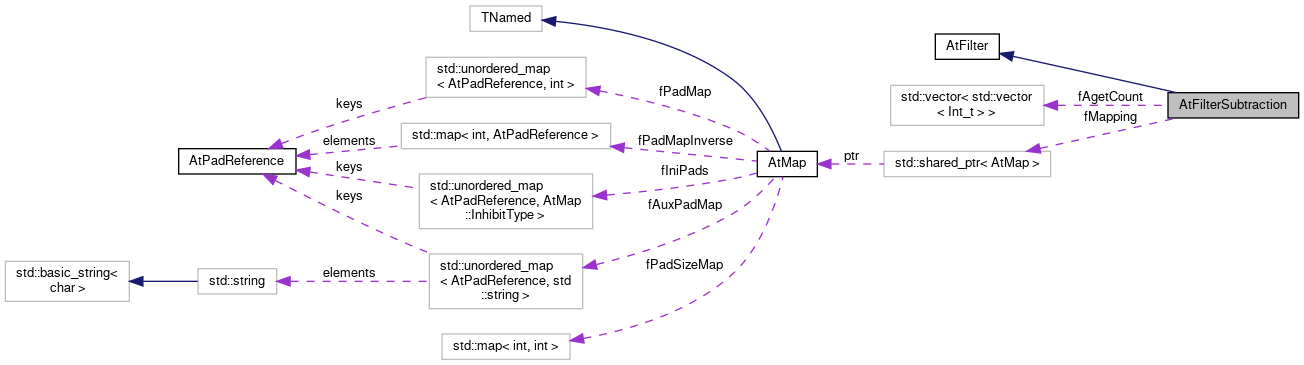 TNamed
AtFilter
std::unordered_map
< AtPadReference, int >
fPadMap
keys
std::vector< std::vector
< Int_t > >
fAgetCount
AtFilterSubtraction
fMapping
std::map< int, AtPadReference >
elements
fPadMapInverse
AtPadReference
AtMap
ptr
std::shared_ptr< AtMap >
keys
fIniPads
std::unordered_map
< AtPadReference, AtMap
::InhibitType >
keys
fAuxPadMap
std::unordered_map
< AtPadReference, std
::string >
fPadSizeMap
std::basic_string<
char >
std::string
elements
std::map< int, int >